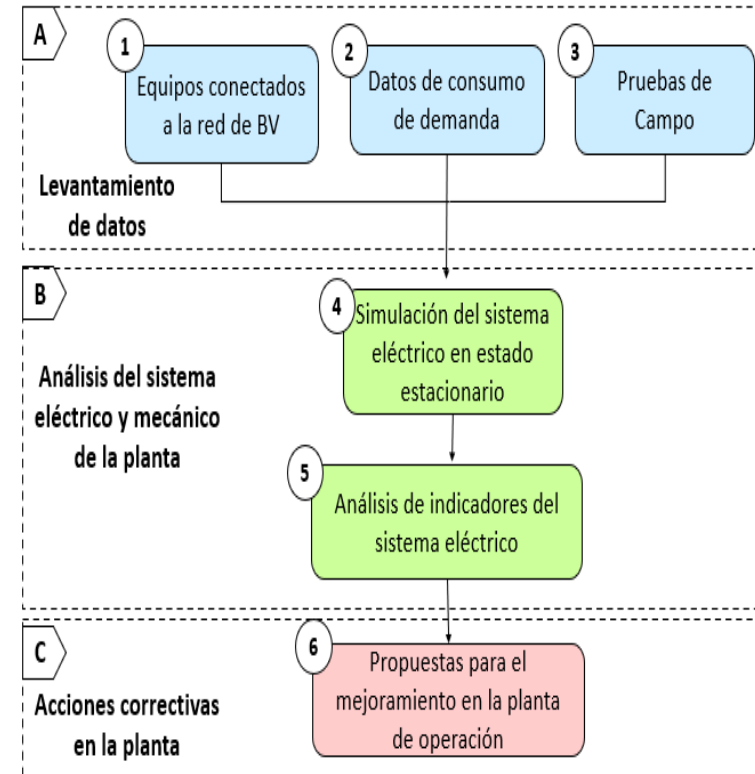 A
1
Equipos conectados
a la red de BV
2
Datos de consumo
de demanda
3
Pruebas de
Campo
Levantamiento
de datos
B
4
Simulación del sistema
eléctrico en estado
estacionario
Análisis del sistema
eléctrico y mecánico
de la planta
5
Análisis de indicadores del
sistema eléctrico
C
6
Propuestas para el
mejoramiento en la planta
de operación
Acciones correctivas
en la planta